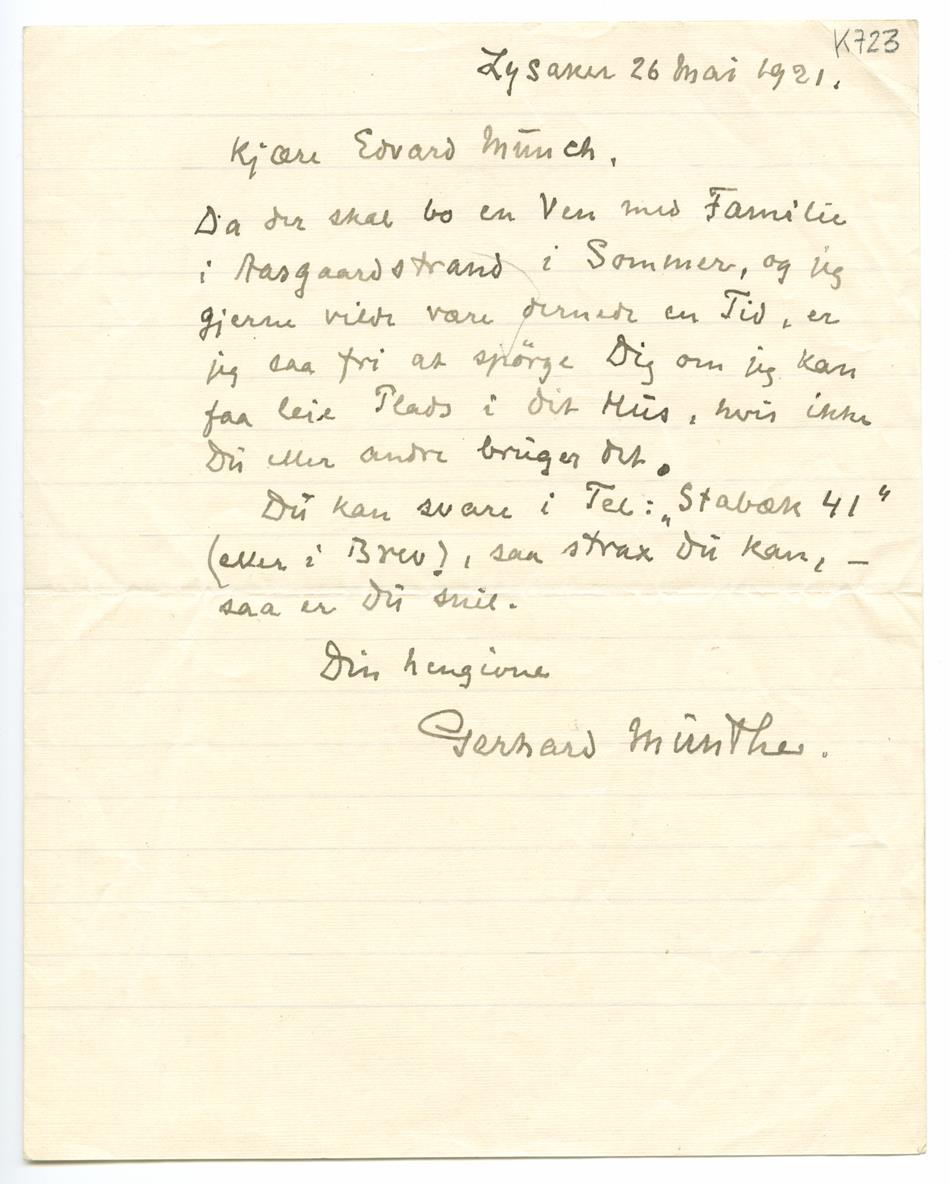 K723
Lysaker 26 Mai 1921.
Kjære Edvard Munch,
Da der skal bo en Ven med Familie
i Aasgaardstrand i Sommer, og jeg
gjerne vilde være dernede en Tid, er
jeg saa fri at spörge Dig om jeg kan
faa leie Plads i dit Hus, hvis ikke
Du eller andre bruger det.
Du kan svare i Tel: „Stabæk 41"
(eller i Brev), saa strax Du kan, –
saa er Du snil.
Din hengivne
Gerhard Munthe.